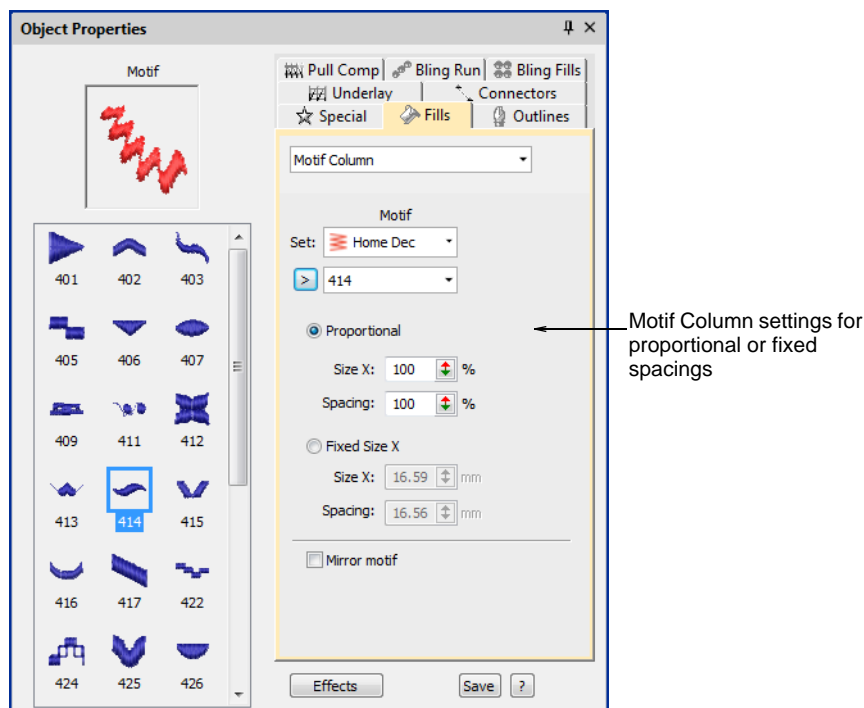 Object Properties
Motif
401 402 403
405 406 407
409 411 412
413 414 415
416 417 422
424 425 426
Pull Comp Bling Run Bling Fills
Underlay Connectors
Special Fills Outlines
Motif Column
Motif
Set: Home Dec
> 414
Proportional
Size X: 100 %
Spacing: 100 %
Fixed Size X
Size X: 16.59 mm
Spacing: 16.56 mm
Mirror motif
Effects Save ?
Motif Column settings for
proportional or fixed
spacings